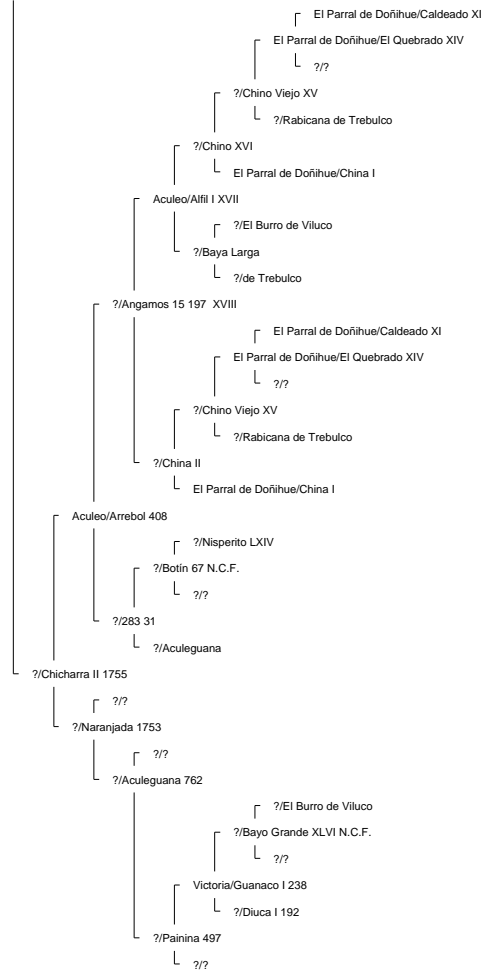 El Parral de Doñihue/Caldeado XI
El Parral de Doñihue/El Quebrado XIV
?/?
?/Chino Viejo XV
?/Rabicana de Trebulco
?/Chino XVI
El Parral de Doñihue/China I
Aculeo/Alfil I XVII
?/El Burro de Viluco
?/Baya Larga
?/de Trebulco
?/Angamos 15 197 XVIII
El Parral de Doñihue/Caldeado XI
El Parral de Doñihue/El Quebrado XIV
?/?
?/Chino Viejo XV
?/Rabicana de Trebulco
?/China II
El Parral de Doñihue/China I
Aculeo/Arrebol 408
?/Nisperito LXIV
?/Botín 67 N.C.F.
?/?
?/283 31
?/Aculeguana
?/Chicharra II 1755
?/?
?/Naranjada 1753
?/?
?/Aculeguana 762
?/El Burro de Viluco
?/Bayo Grande XLVI N.C.F.
?/?
Victoria/Guanaco I 238
?/Diuca I 192
?/Painina 497
?/?